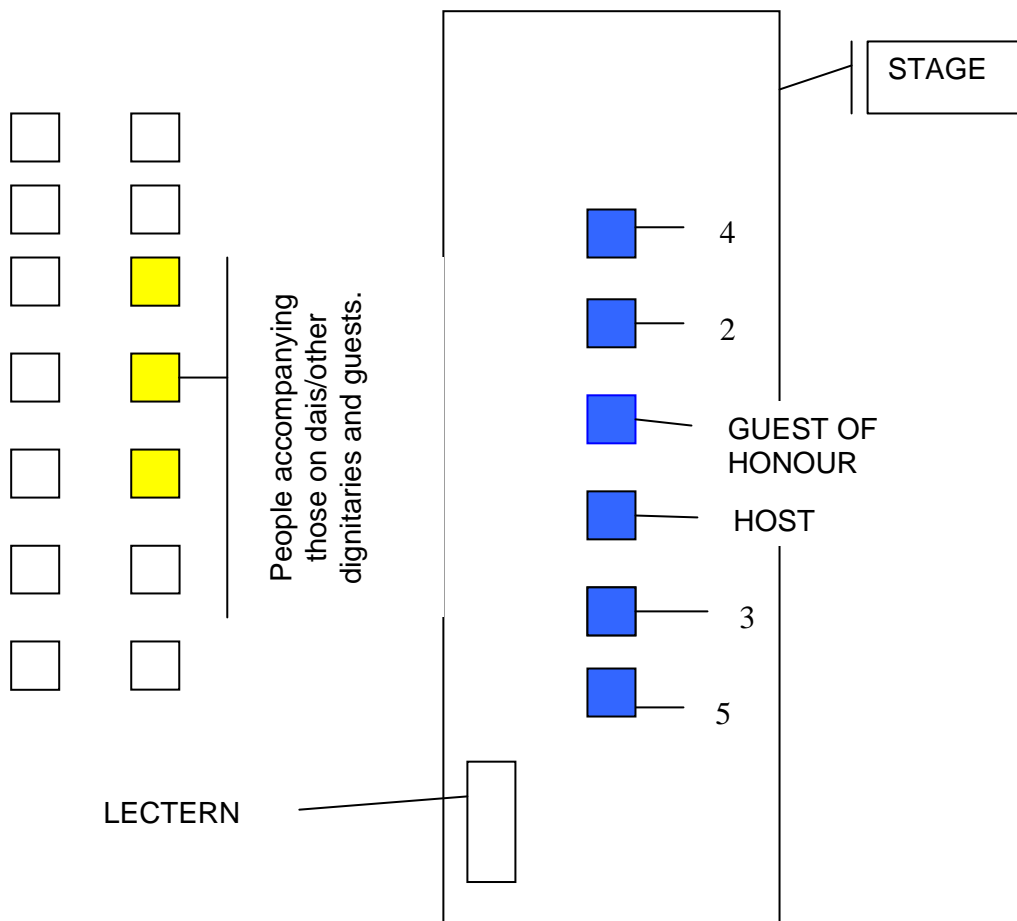 STAGE
4
2
People accompanying
those on dais/other
dignitaries and guests.
GUEST OF
HONOUR
HOST
3
5
LECTERN